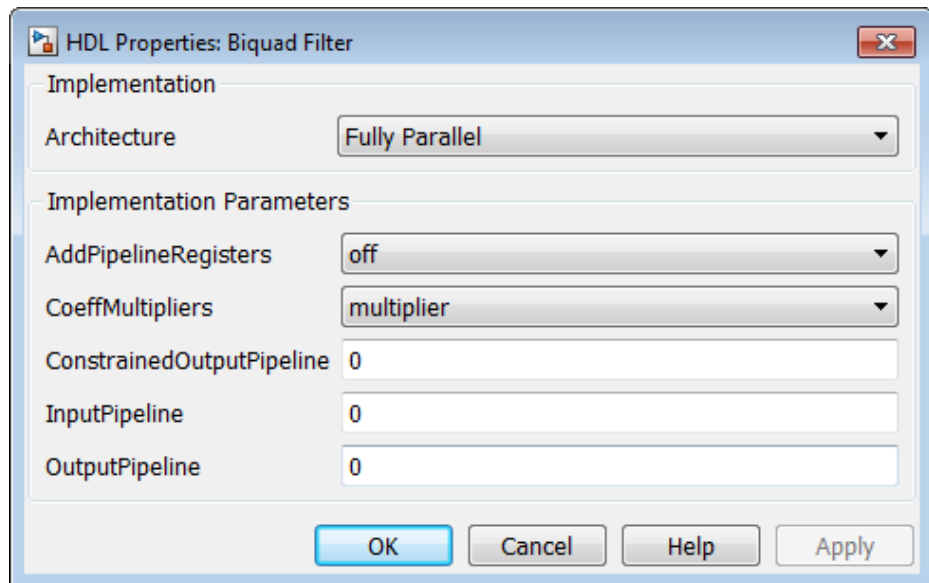 HDL Properties: Biquad Filter
Implementation
Architecture Fully Parallel
Implementation Parameters
AddPipelineRegisters off
CoeffMultipliers multiplier
ConstrainedOutputPipeline 0
InputPipeline 0
OutputPipeline 0
OK Cancel Help Apply